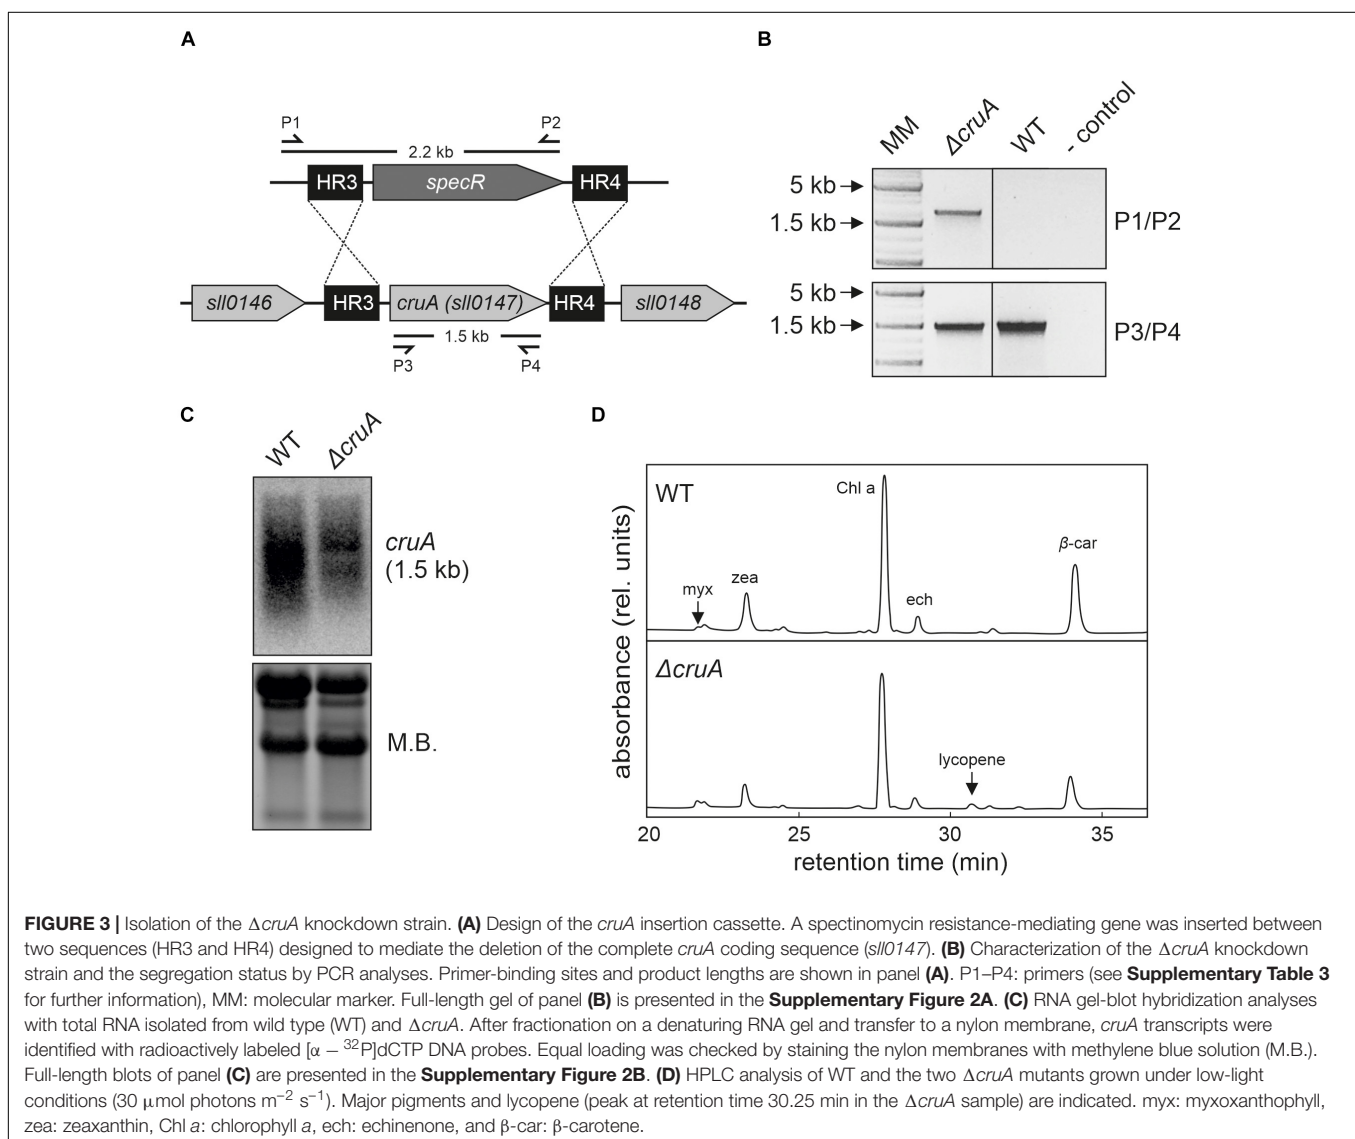 A
P1
P2
2.2 kb
HR3
specR
HR4
sll0146
HR3
cruA (sll0147)
HR4
sll0148
1.5 kb
P3
P4
B
MM
ΔcruA
WT
- control
5 kb
1.5 kb
P1/P2
5 kb
1.5 kb
P3/P4
C
WT
ΔcruA
cruA
(1.5 kb)
M.B.
D
absorbance (rel. units)
WT
myx
zea
Chl a
ech
β-car
ΔcruA
lycopene
20 25 30 35
retention time (min)
FIGURE 3 | Isolation of the ΔcruA knockdown strain. (A) Design of the cruA insertion cassette. A spectinomycin resistance-mediating gene was inserted between
two sequences (HR3 and HR4) designed to mediate the deletion of the complete cruA coding sequence (sll0147). (B) Characterization of the ΔcruA knockdown
strain and the segregation status by PCR analyses. Primer-binding sites and product lengths are shown in panel (A). P1–P4: primers (see Supplementary Table 3
for further information), MM: molecular marker. Full-length gel of panel (B) is presented in the Supplementary Figure 2A. (C) RNA gel-blot hybridization analyses
with total RNA isolated from wild type (WT) and ΔcruA. After fractionation on a denaturing RNA gel and transfer to a nylon membrane, cruA transcripts were
identified with radioactively labeled [α − ³²P]dCTP DNA probes. Equal loading was checked by staining the nylon membranes with methylene blue solution (M.B.).
Full-length blots of panel (C) are presented in the Supplementary Figure 2B. (D) HPLC analysis of WT and the two ΔcruA mutants grown under low-light
conditions (30 μmol photons m⁻² s⁻¹). Major pigments and lycopene (peak at retention time 30.25 min in the ΔcruA sample) are indicated. myx: myxoxanthophyll,
zea: zeaxanthin, Chl a: chlorophyll a, ech: echinenone, and β-car: β-carotene.